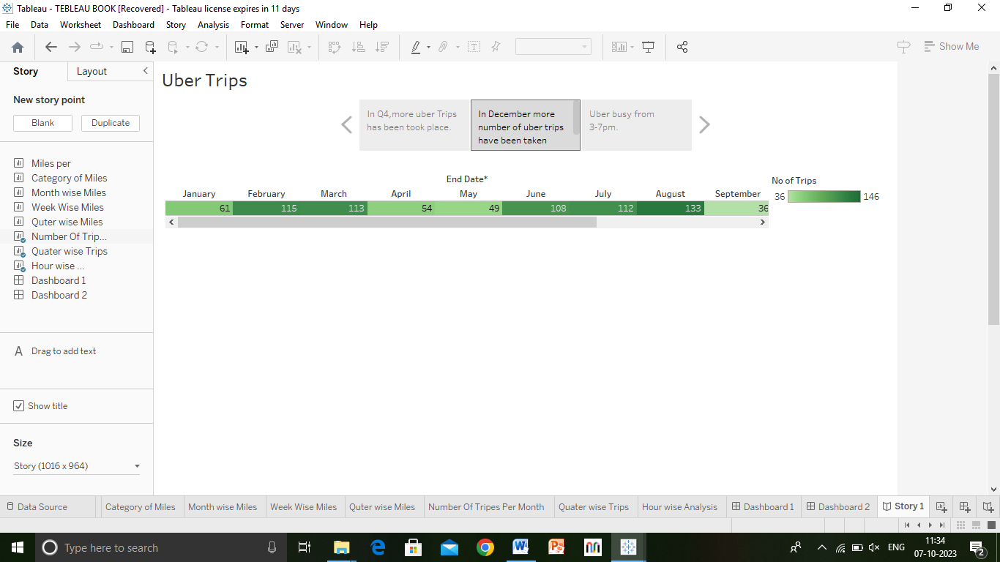 Tableau - TEBLEAU BOOK [Recovered] - Tableau license expires in 11 days
File Data Worksheet Dashboard Story Analysis Format Server Window Help
Show Me
Story Layout
New story point
Blank Duplicate
Miles per
Category of Miles
Month wise Miles
Week Wise Miles
Quter wise Miles
Number Of Trip...
Quater wise Trips
Hour wise ...
Dashboard 1
Dashboard 2
A Drag to add text
Show title
Size
Story (1016 x 964)
Uber Trips
In Q4,more uber Trips
has been took place.
In December more
number of uber trips
have been taken
Uber busy from
3-7pm.
End Date*
January February March April May June July August September
61 115 113 54 49 108 112 133 36
No of Trips
36 146
Data Source Category of Miles Month wise Miles Week Wise Miles Quter wise Miles Number Of Tripes Per Month Quater wise Trips Hour wise Analysis Dashboard 1 Dashboard 2 Story 1
Type here to search
ENG
11:34
07-10-2023
2